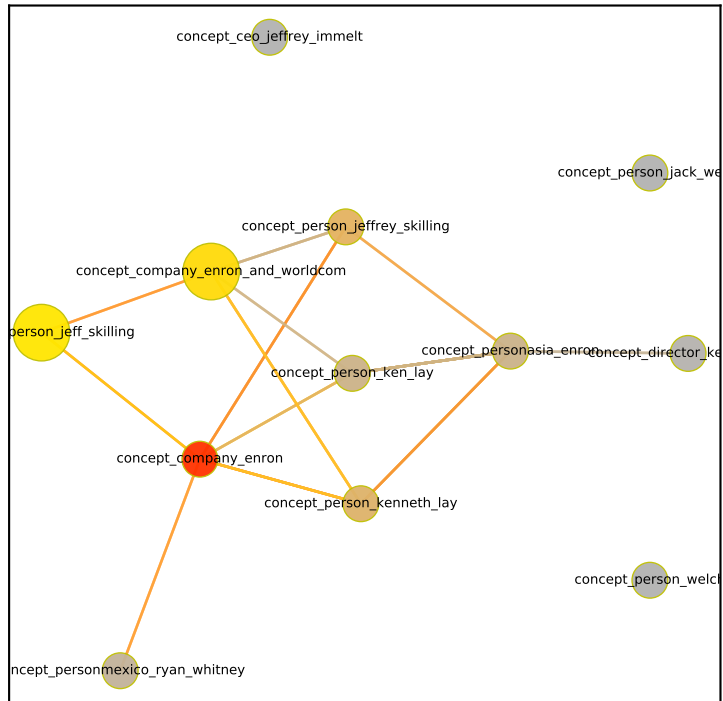 concept_ceo_jeffrey_immelt
concept_person_jack_we
concept_person_jeffrey_skilling
concept_company_enron_and_worldcom
person_jeff_skilling
concept_personasia_enron
concept_director_ke
concept_person_ken_lay
concept_company_enron
concept_person_kenneth_lay
concept_person_welch
ncept_personmexico_ryan_whitney